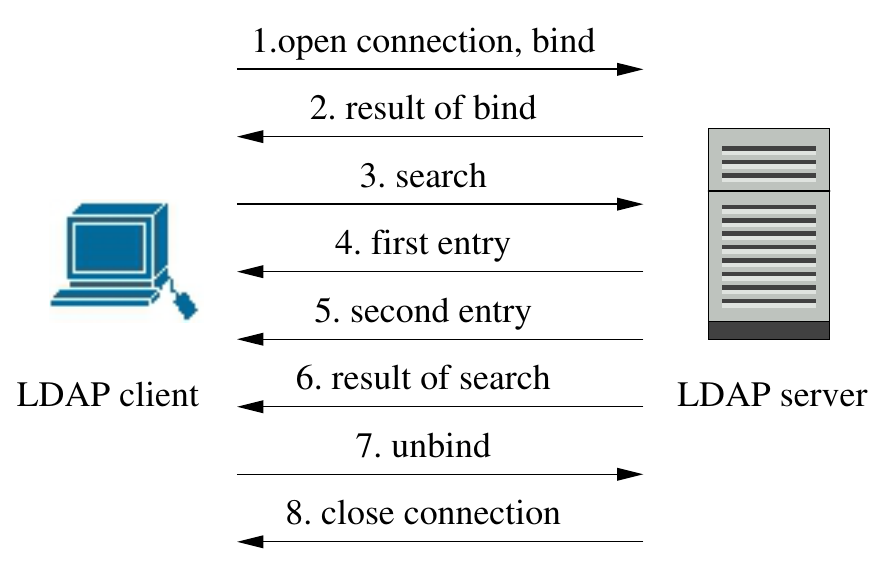 1.open connection, bind
2. result of bind
3. search
4. first entry
5. second entry
6. result of search
LDAP client
LDAP server
7. unbind
8. close connection